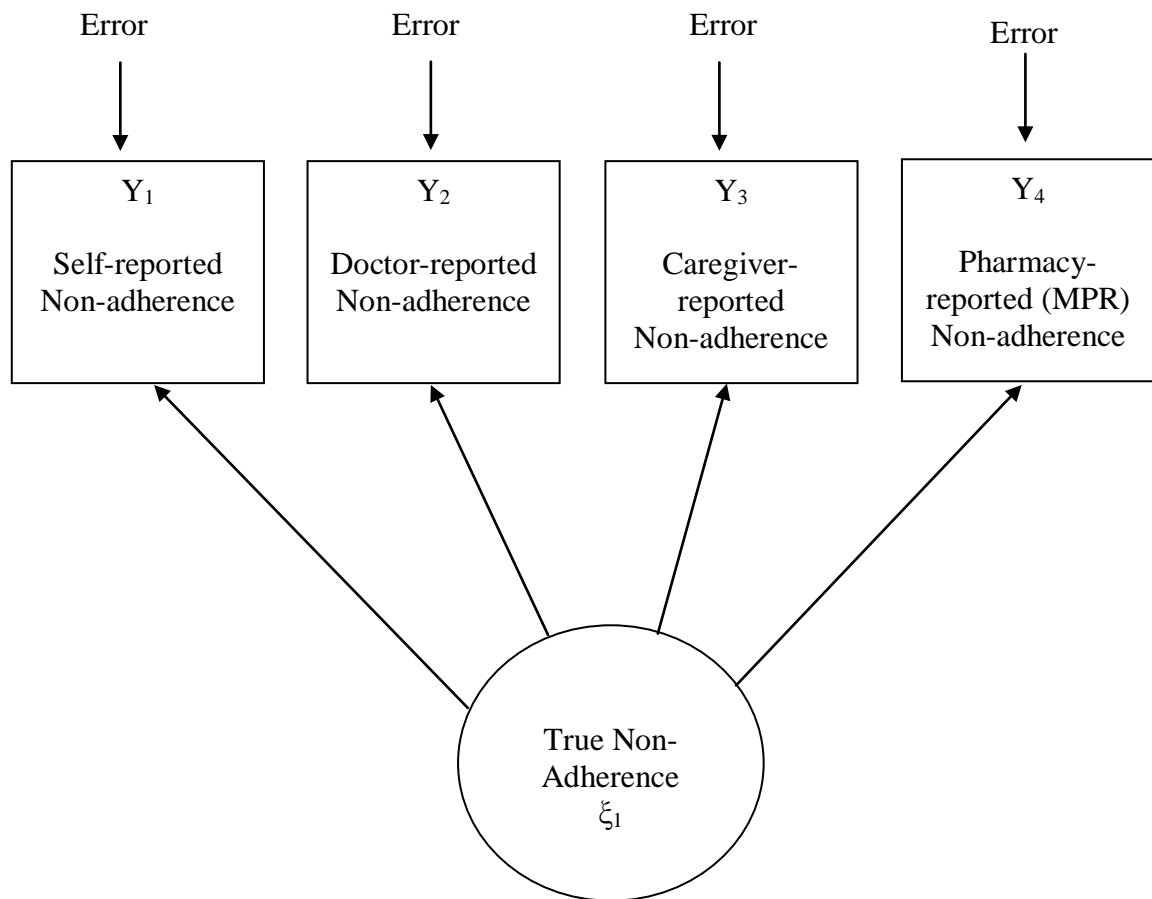 Error
Error
Error
Error
Y₁
Self-reported
Non-adherence
Y₂
Doctor-reported
Non-adherence
Y₃
Caregiver-
reported
Non-adherence
Y₄
Pharmacy-
reported (MPR)
Non-adherence
True Non-
Adherence
ξ₁